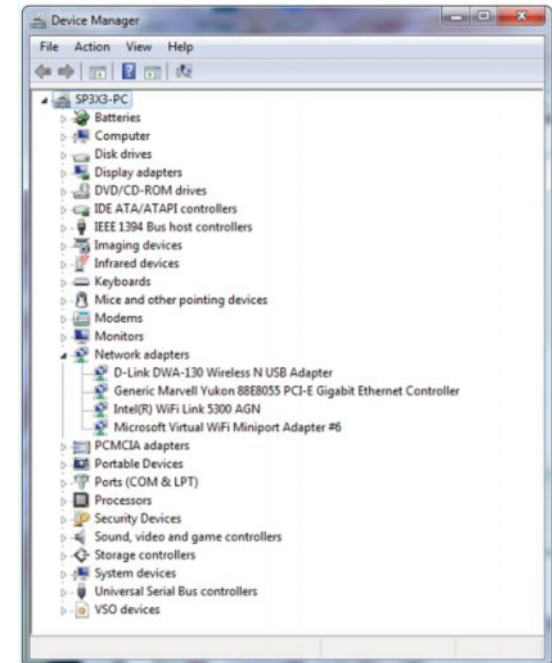 Device Manager
File Action View Help
SP3X3-PC
Batteries
Computer
Disk drives
Display adapters
DVD/CD-ROM drives
IDE ATA/ATAPI controllers
IEEE 1394 Bus host controllers
Imaging devices
Infrared devices
Keyboards
Mice and other pointing devices
Modems
Monitors
Network adapters
D-Link DWA-130 Wireless N USB Adapter
Generic Marvell Yukon 88E8055 PCI-E Gigabit Ethernet Controller
Intel(R) WiFi Link 5300 AGN
Microsoft Virtual WiFi Miniport Adapter #6
PCMCIA adapters
Portable Devices
Ports (COM & LPT)
Processors
Security Devices
Sound, video and game controllers
Storage controllers
System devices
Universal Serial Bus controllers
VSO devices